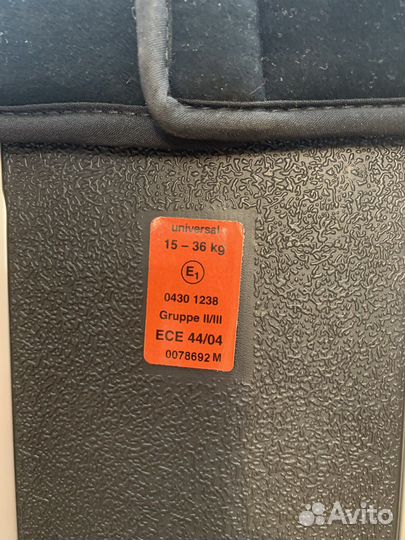 universal
15 – 36 kg
E1
0430 1238
Gruppe II/III
ECE 44/04
0078692 M
Avito